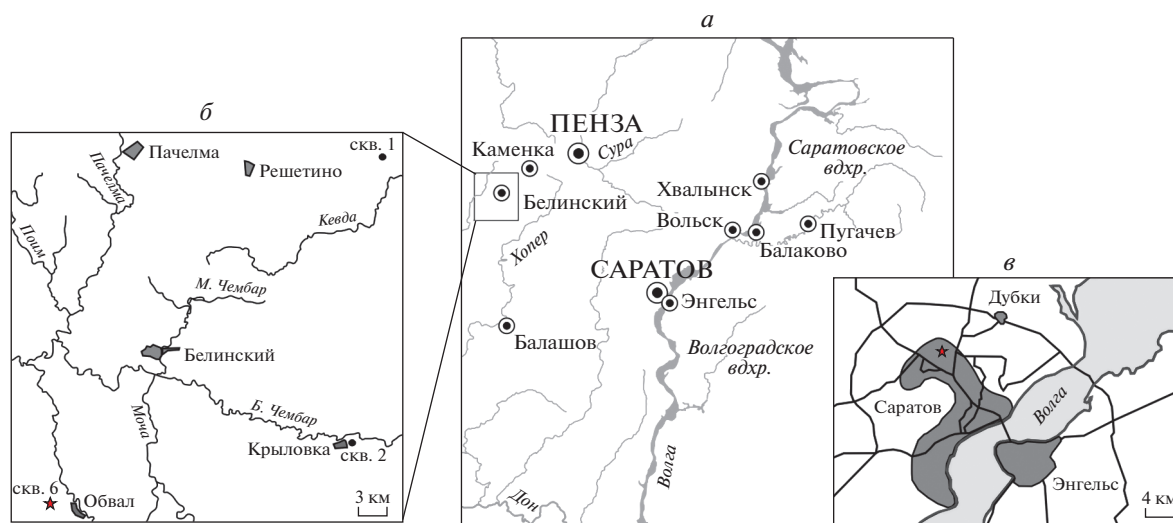 а
ПЕНЗА
Каменка
Сура
Белинский
Саратовское
вдхр.
Хвалынск
Вольск
Пугачев
Балаково
Хопер
САРАТОВ
Энгельс
Балашов
Волгоградское
вдхр.
Волга
Дон
б
Пачелма
Пачелма
скв. 1
Решетино
Кевда
Поим
М. Чембар
Белинский
Моча
Б. Чембар
Крыловка
скв. 2
скв. 6
Обвал
3 км
в
Дубки
Саратов
Волга
Энгельс
4 км